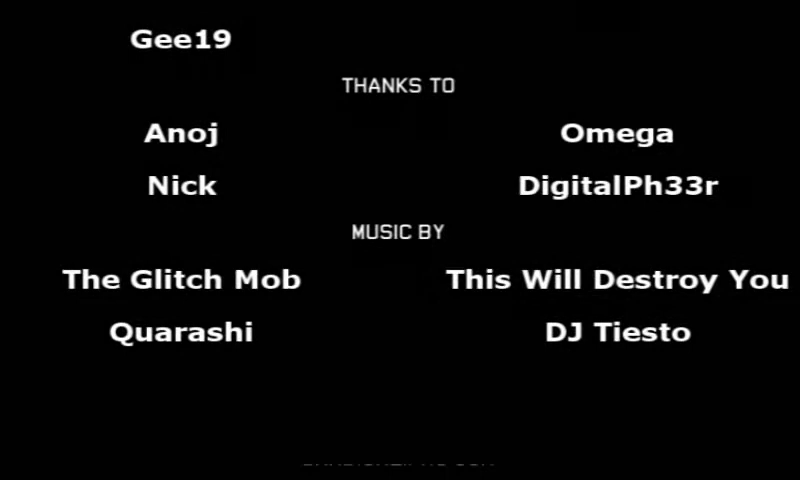 Gee19
THANKS TO
Anoj Omega
Nick DigitalPh33r
MUSIC BY
The Glitch Mob This Will Destroy You
Quarashi DJ Tiesto